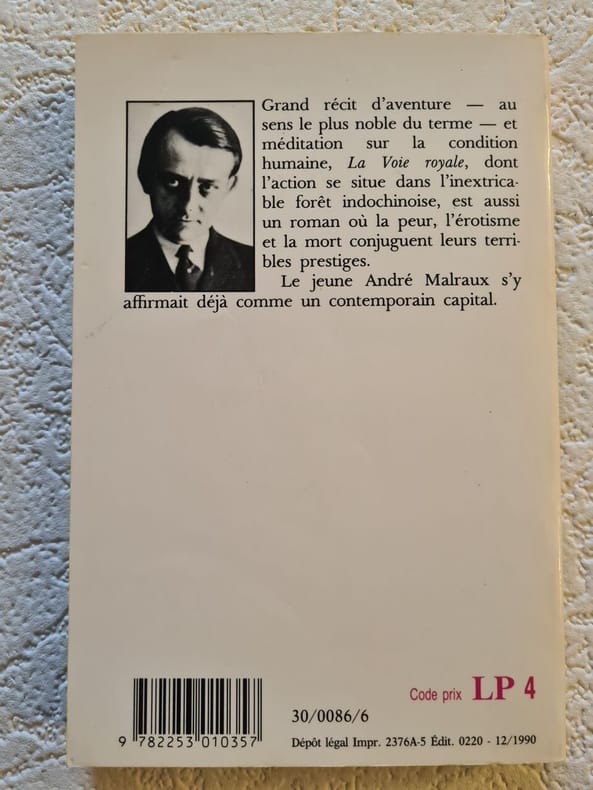 Grand récit d'aventure — au
sens le plus noble du terme — et
méditation sur la condition
humaine, La Voie royale, dont
l'action se situe dans l'inextrica-
ble forêt indochinoise, est aussi
un roman où la peur, l'érotisme
et la mort conjuguent leurs terri-
bles prestiges.
Le jeune André Malraux s'y
affirmait déjà comme un contemporain capital.
Code prix LP 4
30/0086/6
9 782253 010357
Dépôt légal Impr. 2376A-5 Édit. 0220 - 12/1990